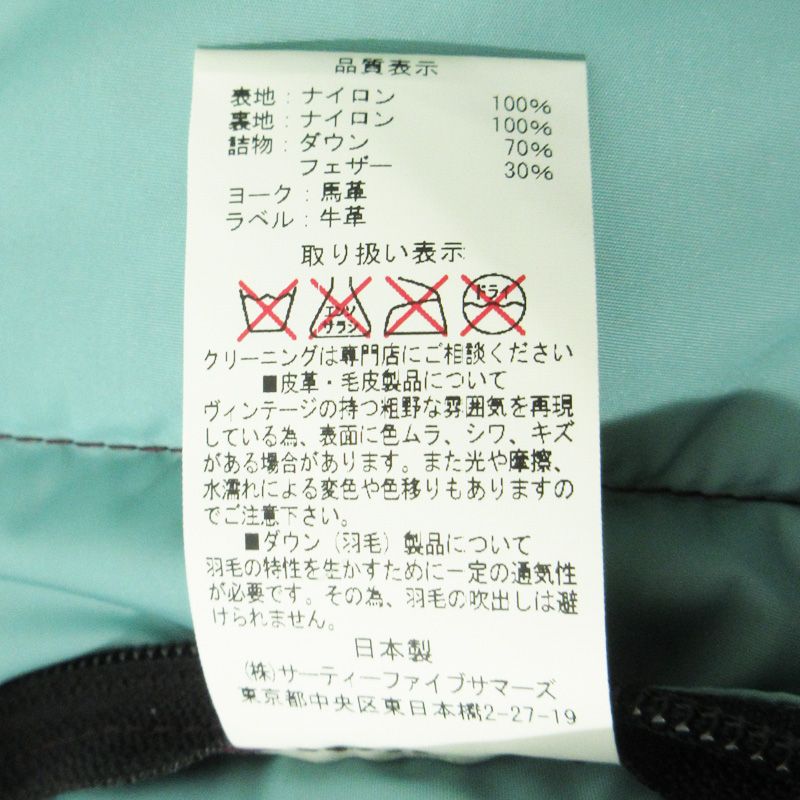 品質表示
表地：ナイロン 100%
裏地：ナイロン 100%
詰物：ダウン 70%
フェザー 30%
ヨーク：馬革
ラベル：牛革
取り扱い表示
エンソ
サラシ
ドライ
クリーニングは専門店にご相談ください
■皮革・毛皮製品について
ヴィンテージの持つ粗野な雰囲気を再現
している為、表面に色ムラ、シワ、キズ
がある場合があります。また光や摩擦、
水濡れによる変色や色移りもありますの
でご注意下さい。
■ダウン（羽毛）製品について
羽毛の特性を生かすために一定の通気性
が必要です。その為、羽毛の吹出しは避
けられません。
日本製
(株)サーティーファイブサマーズ
東京都中央区東日本橋2-27-19